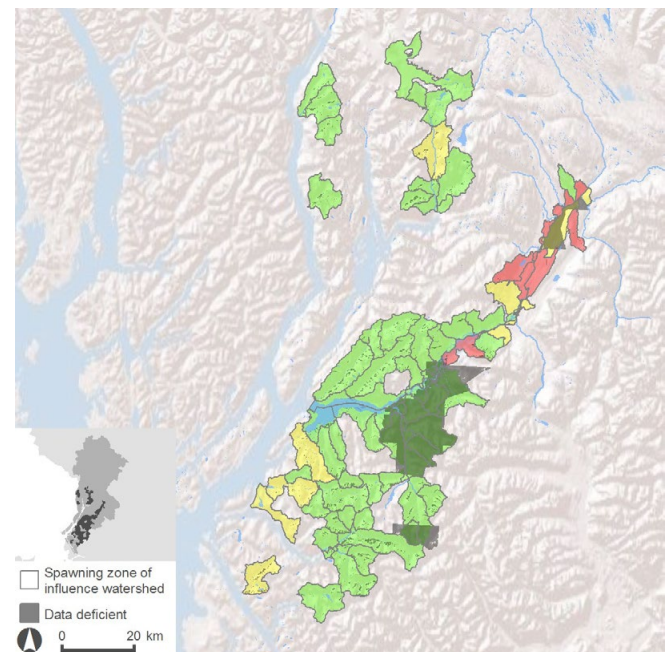 Spawning zone of
influence watershed
Data deficient
0 20 km